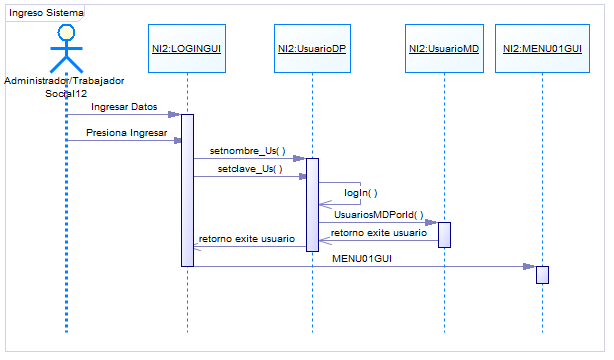 Ingreso Sistema
NI2:LOGINGUI
NI2:UsuarioDP
NI2:UsuarioMD
NI2:MENU01GUI
Administrador/Trabajador
Social12
Ingresar Datos
Presiona Ingresar
setnombre_Us( )
setclave_Us( )
logIn( )
UsuariosMDPorId( )
retorno exite usuario
retorno exite usuario
MENU01GUI